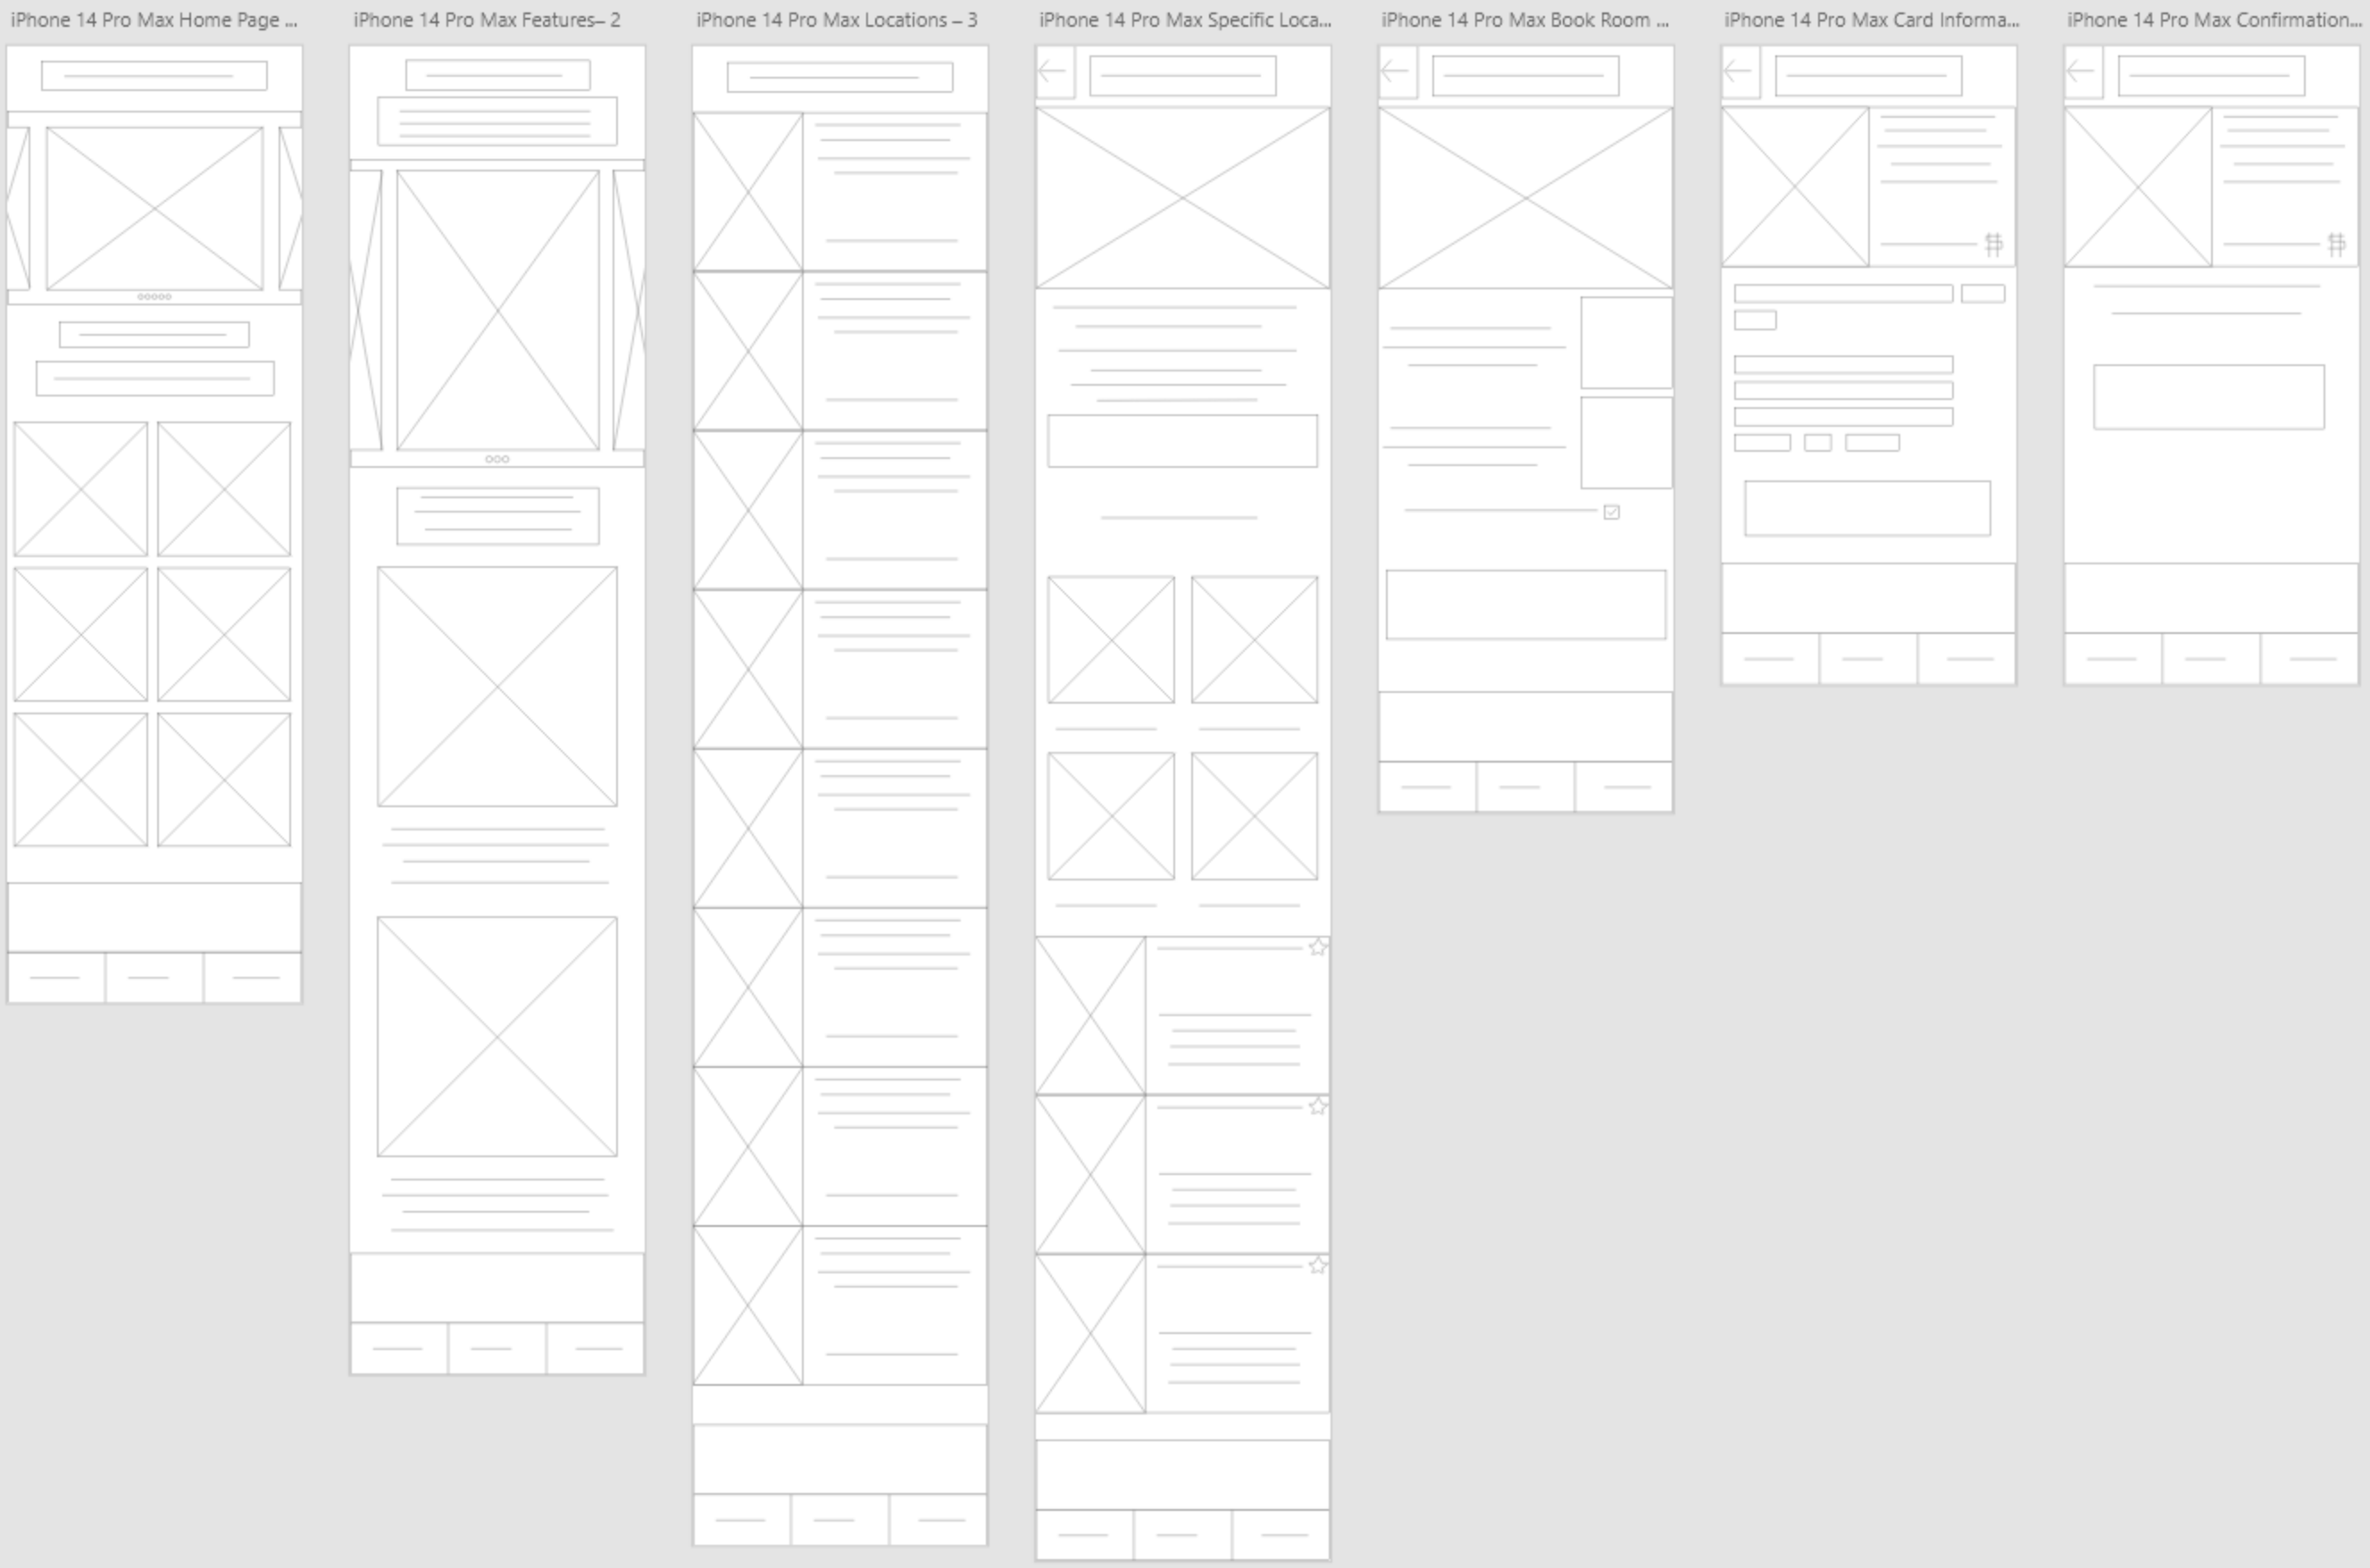 iPhone 14 Pro Max Home Page ...
iPhone 14 Pro Max Features– 2
iPhone 14 Pro Max Locations – 3
iPhone 14 Pro Max Specific Loca...
iPhone 14 Pro Max Book Room ...
iPhone 14 Pro Max Card Informa...
iPhone 14 Pro Max Confirmation...
$
$